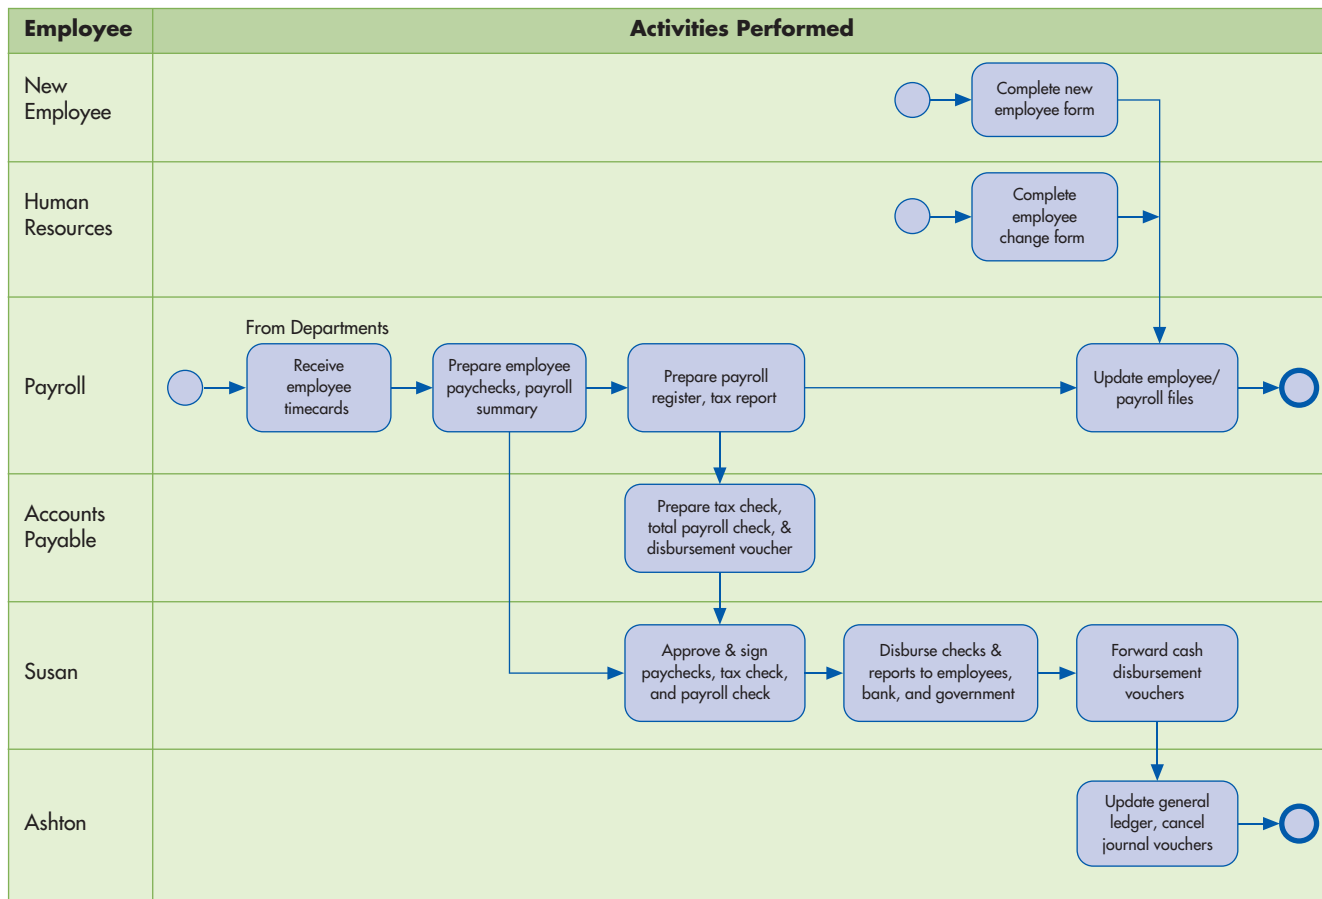 Employee
Activities Performed
New
Employee
Complete new
employee form
Human
Resources
Complete
employee
change form
Payroll
From Departments
Receive
employee
timecards
Prepare employee
paychecks, payroll
summary
Prepare payroll
register, tax report
Update employee/
payroll files
Accounts
Payable
Prepare tax check,
total payroll check, &
disbursement voucher
Susan
Approve & sign
paychecks, tax check,
and payroll check
Disburse checks &
reports to employees,
bank, and government
Forward cash
disbursement
vouchers
Ashton
Update general
ledger, cancel
journal vouchers